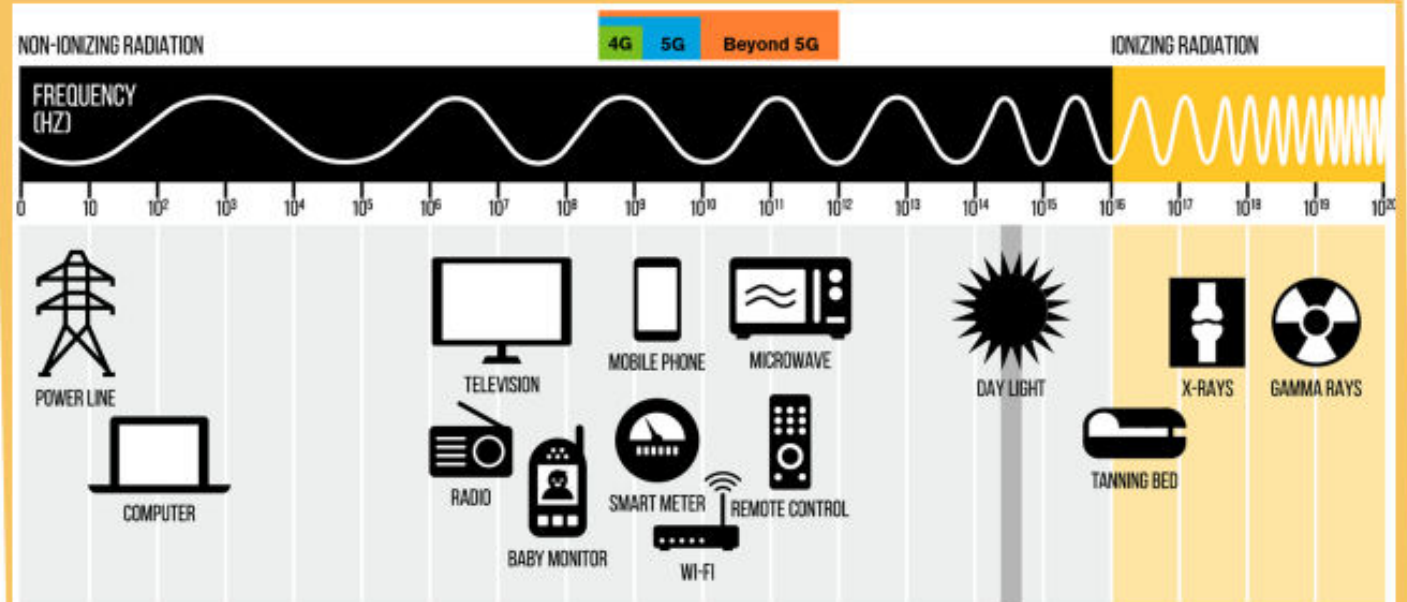 4G 5G Beyond 5G
NON-IONIZING RADIATION IONIZING RADIATION
FREQUENCY
(HZ)
0 10 10² 10³ 10⁴ 10⁵ 10⁶ 10⁷ 10⁸ 10⁹ 10¹⁰ 10¹¹ 10¹² 10¹³ 10¹⁴ 10¹⁵ 10¹⁶ 10¹⁷ 10¹⁸ 10¹⁹ 10²⁰
MOBILE PHONE MICROWAVE
POWER LINE TELEVISION DAY LIGHT X-RAYS GAMMA RAYS
TANNING BED
COMPUTER RADIO SMART METER REMOTE CONTROL
BABY MONITOR
WI-FI